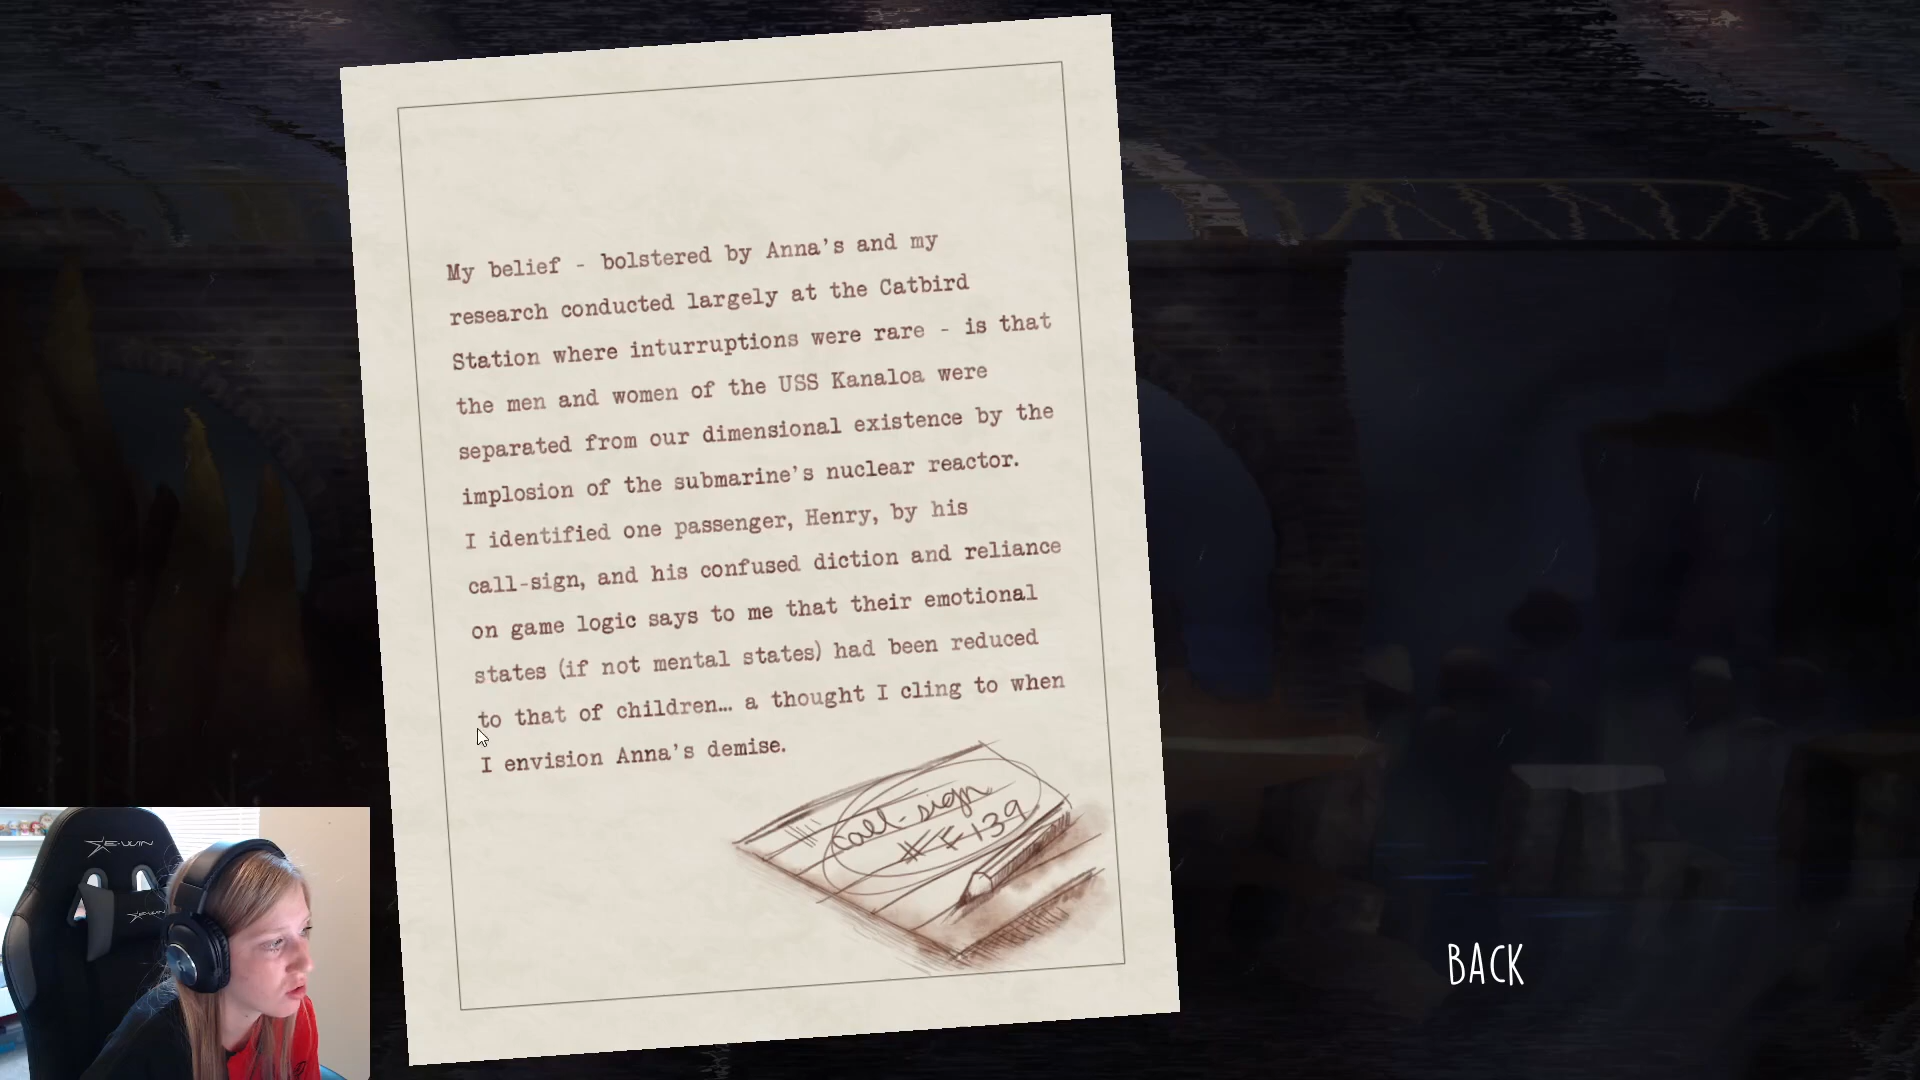 My belief - bolstered by Anna's and my
research conducted largely at the Catbird
Station where inturruptions were rare - is that
the men and women of the USS Kanaloa were
separated from our dimensional existence by the
implosion of the submarine's nuclear reactor.
I identified one passenger, Henry, by his
call-sign, and his confused diction and reliance
on game logic says to me that their emotional
states (if not mental states) had been reduced
to that of children... a thought I cling to when
I envision Anna's demise.
call-sign
139
E-WIN
BACK